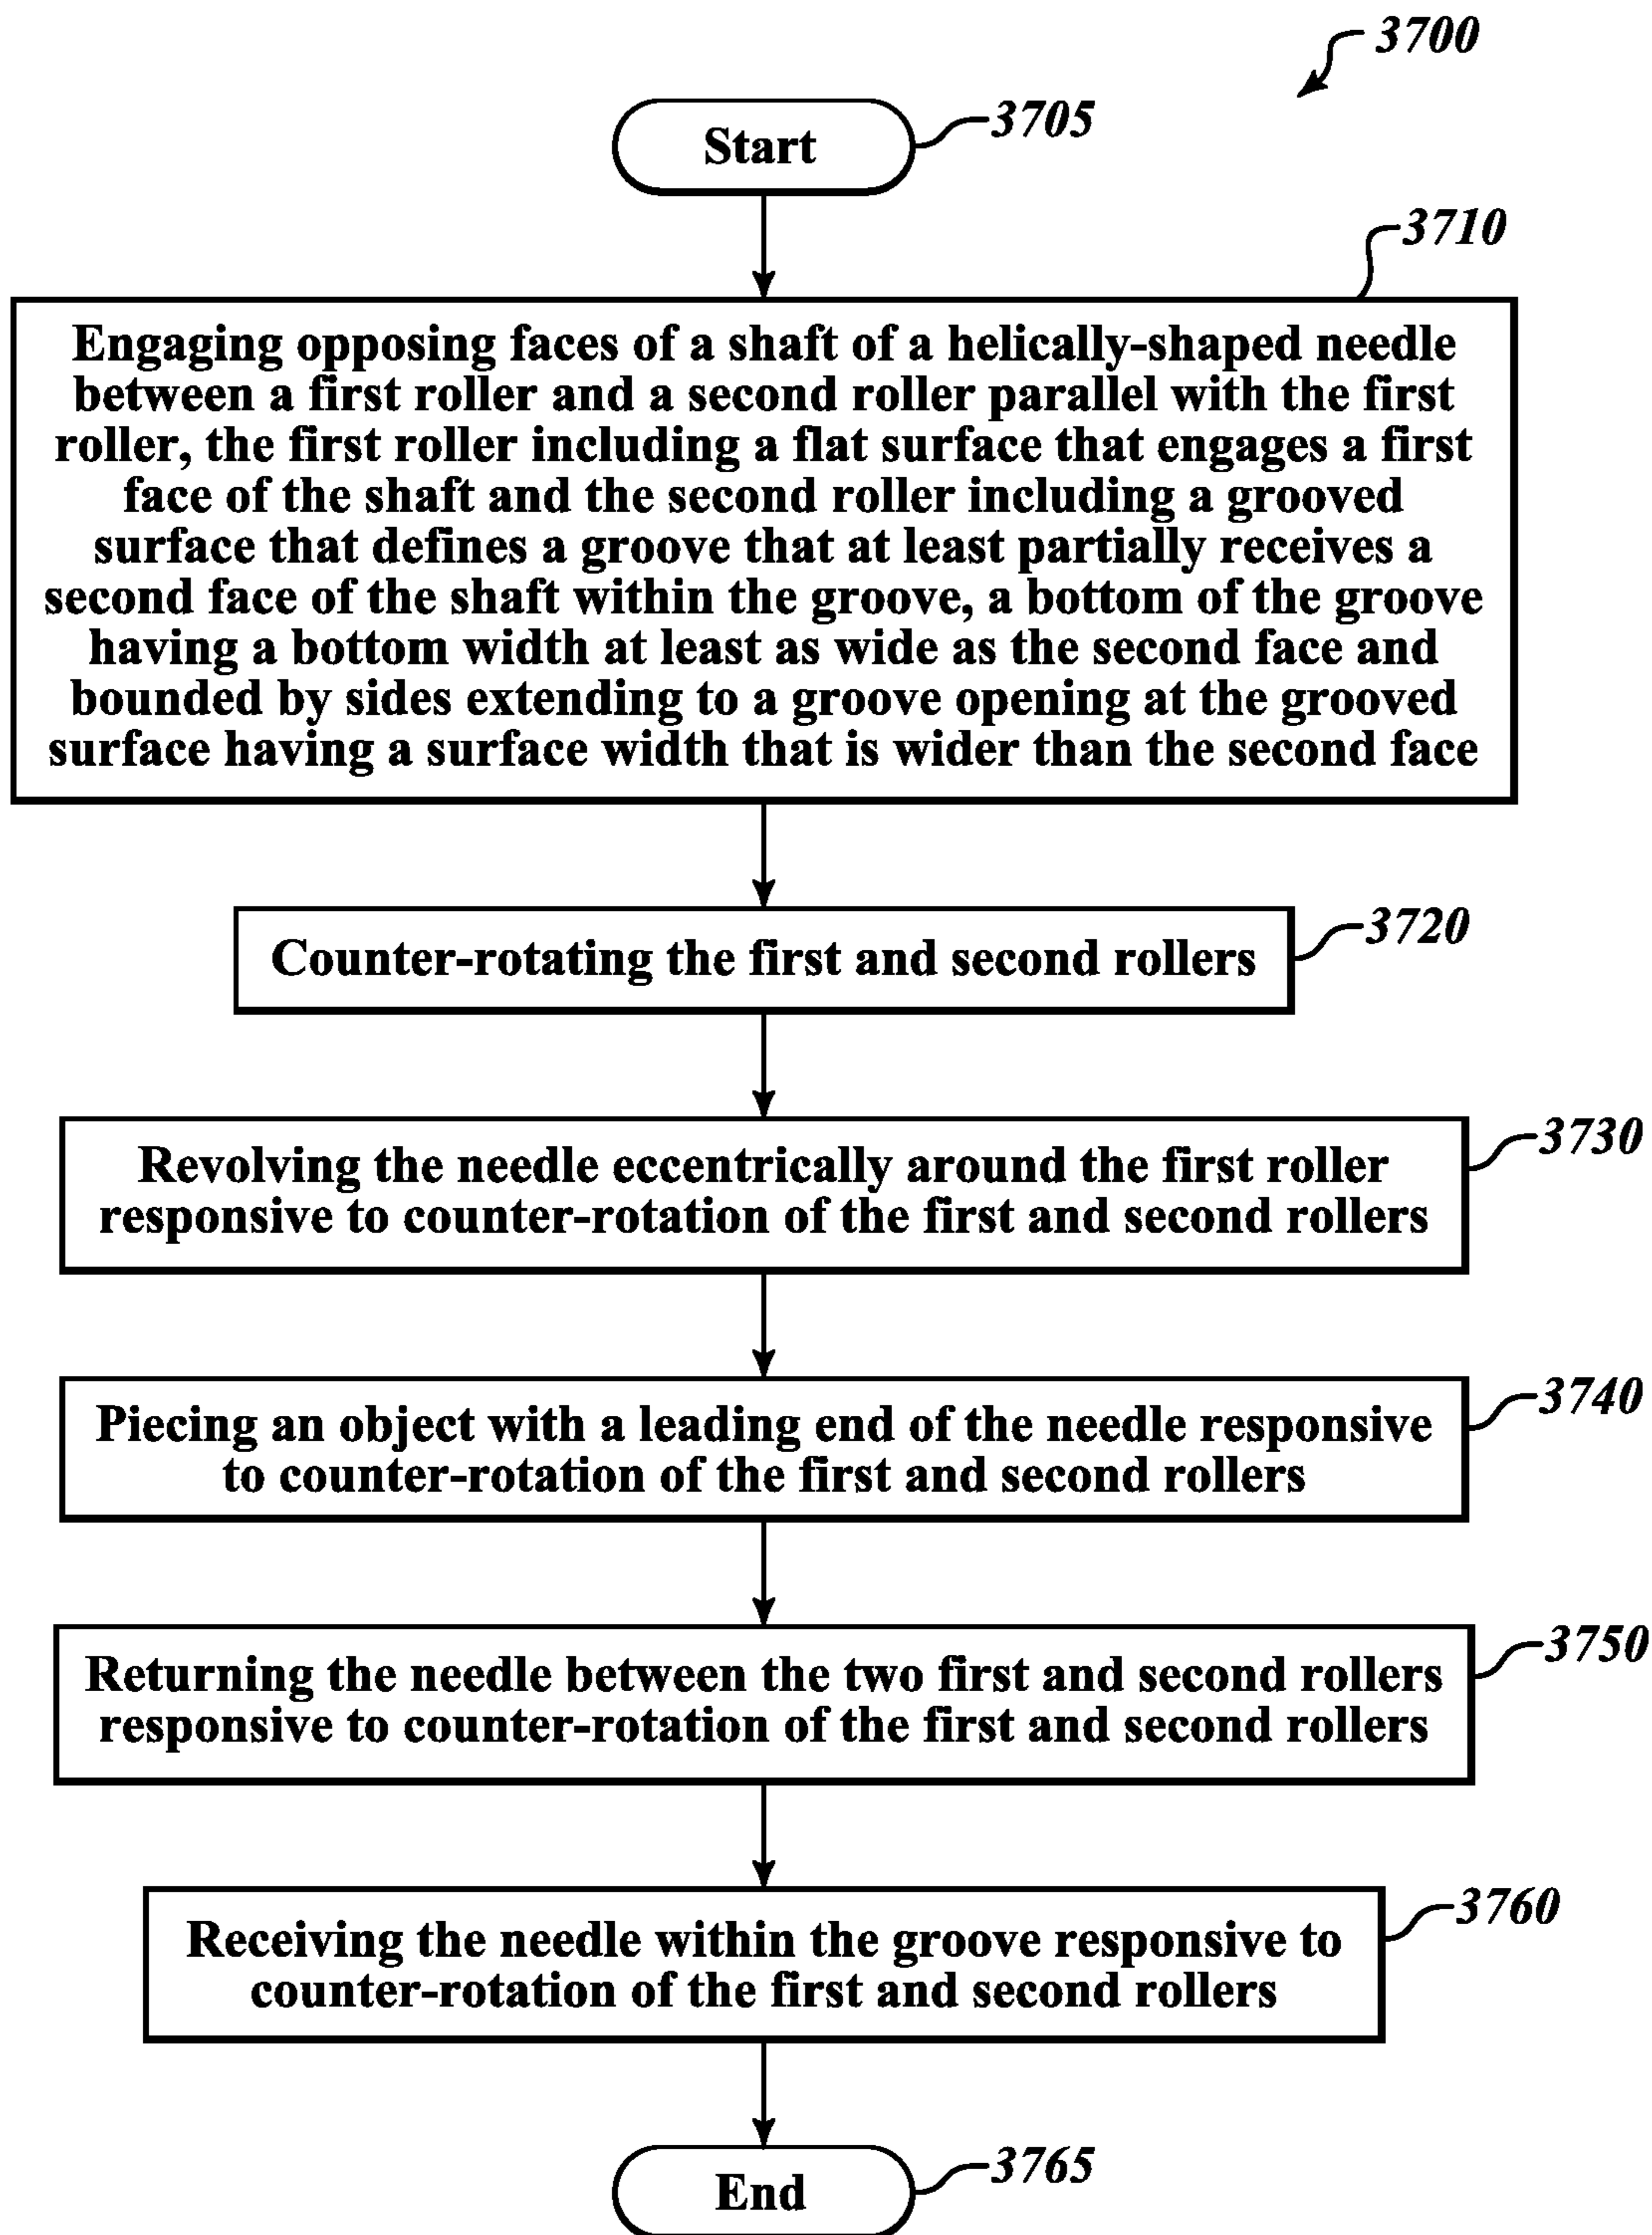 3700
Start
3705
3710
Engaging opposing faces of a shaft of a helically-shaped needle
between a first roller and a second roller parallel with the first
roller, the first roller including a flat surface that engages a first
face of the shaft and the second roller including a grooved
surface that defines a groove that at least partially receives a
second face of the shaft within the groove, a bottom of the groove
having a bottom width at least as wide as the second face and
bounded by sides extending to a groove opening at the grooved
surface having a surface width that is wider than the second face
3720
Counter-rotating the first and second rollers
3730
Revolving the needle eccentrically around the first roller
responsive to counter-rotation of the first and second rollers
3740
Piecing an object with a leading end of the needle responsive
to counter-rotation of the first and second rollers
3750
Returning the needle between the two first and second rollers
responsive to counter-rotation of the first and second rollers
3760
Receiving the needle within the groove responsive to
counter-rotation of the first and second rollers
3765
End